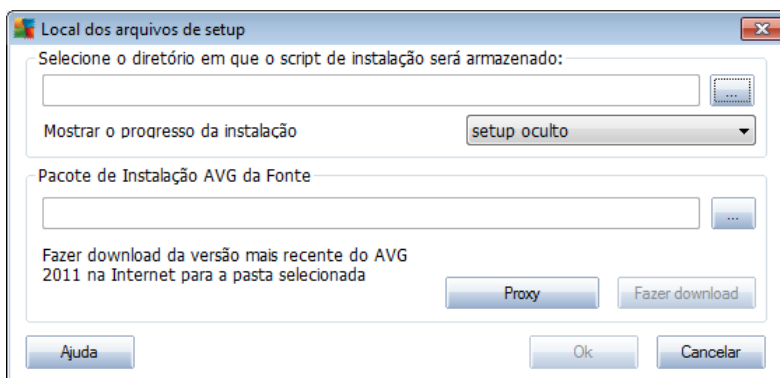 Local dos arquivos de setup
Selecione o diretório em que o script de instalação será armazenado:
...
Mostrar o progresso da instalação
setup oculto
Pacote de Instalação AVG da Fonte
...
Fazer download da versão mais recente do AVG
2011 na Internet para a pasta selecionada
Proxy
Fazer download
Ajuda
Ok
Cancelar